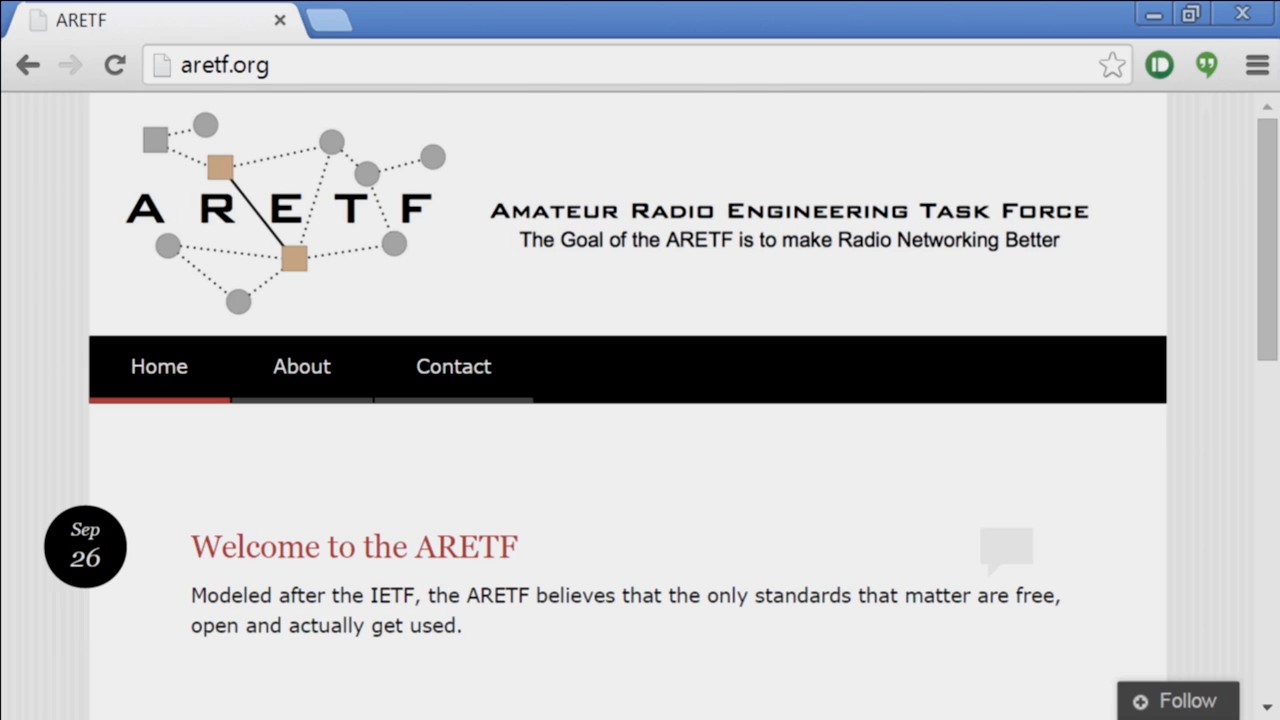 ARETF
aretf.org
A R E T F
AMATEUR RADIO ENGINEERING TASK FORCE
The Goal of the ARETF is to make Radio Networking Better
Home About Contact
Sep
26
Welcome to the ARETF
Modeled after the IETF, the ARETF believes that the only standards that matter are free,
open and actually get used.
Follow